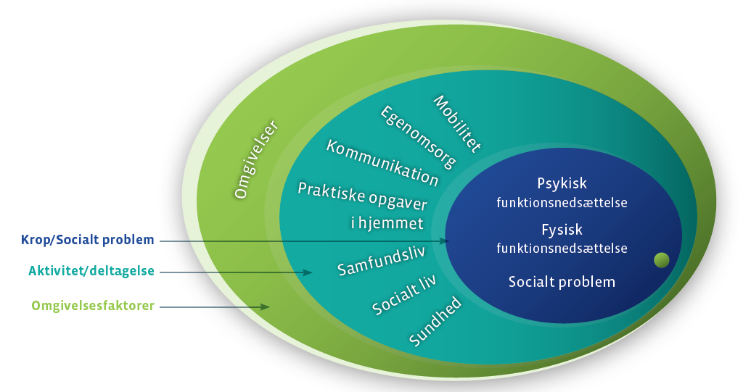 Omgivelser
Mobilitet
Egenomsorg
Kommunikation
Praktiske opgaver
i hjemmet
Samfundsliv
Socialt liv
Sundhed
Psykisk
funktionsnedsættelse
Fysisk
funktionsnedsættelse
Socialt problem
Krop/Socialt problem
Aktivitet/deltagelse
Omgivelsesfaktorer